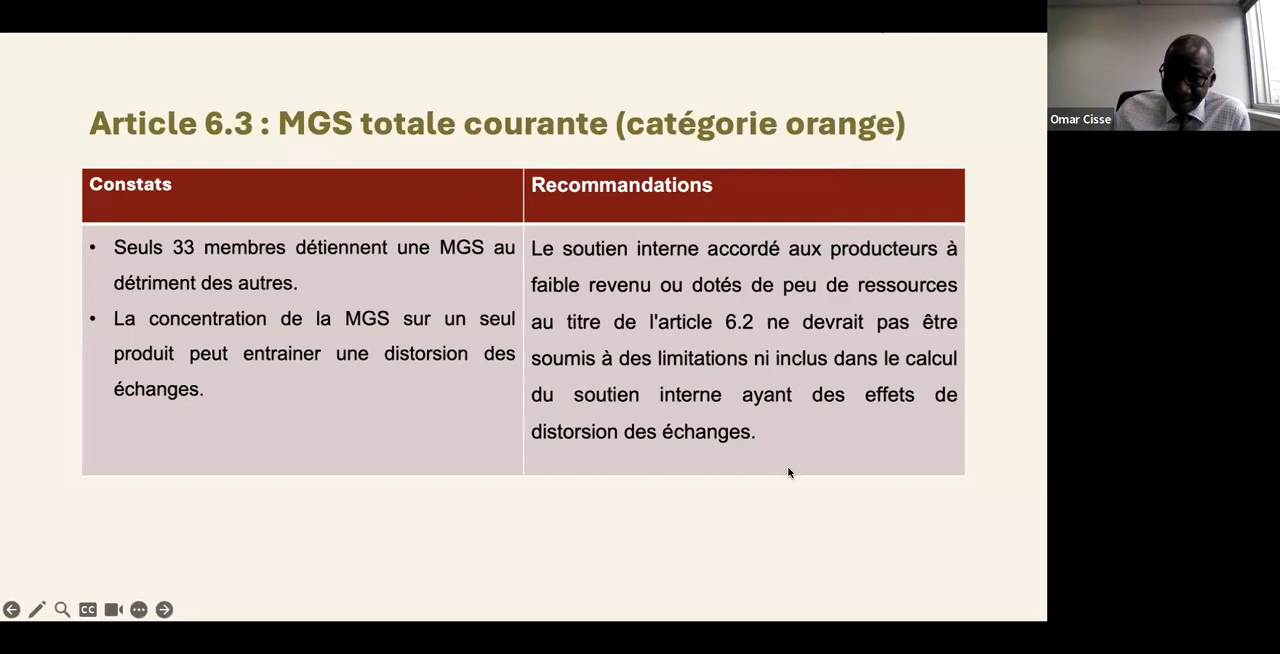 Article 6.3 : MGS totale courante (catégorie orange)
Constats
• Seuls 33 membres détiennent une MGS au
détriment des autres.
• La concentration de la MGS sur un seul
produit peut entrainer une distorsion des
échanges.
Recommandations
Le soutien interne accordé aux producteurs à
faible revenu ou dotés de peu de ressources
au titre de l'article 6.2 ne devrait pas être
soumis à des limitations ni inclus dans le calcul
du soutien interne ayant des effets de
distorsion des échanges.
Omar Cisse
CC